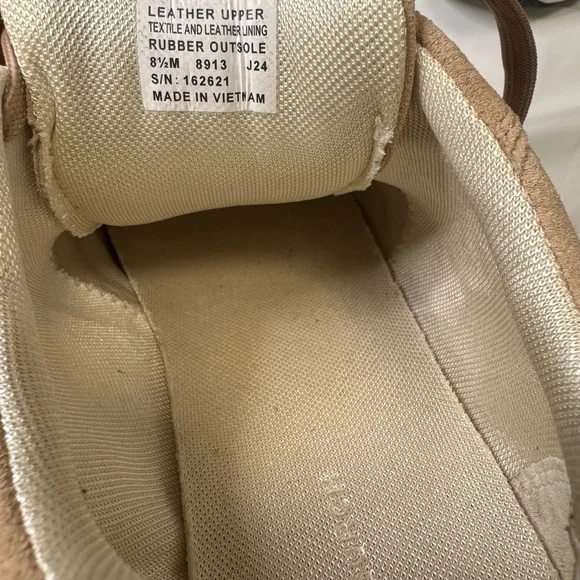 LEATHER UPPER
TEXTILE AND LEATHER LINING
RUBBER OUTSOLE
8½M 8913 J24
S/N: 162621
MADE IN VIETNAM